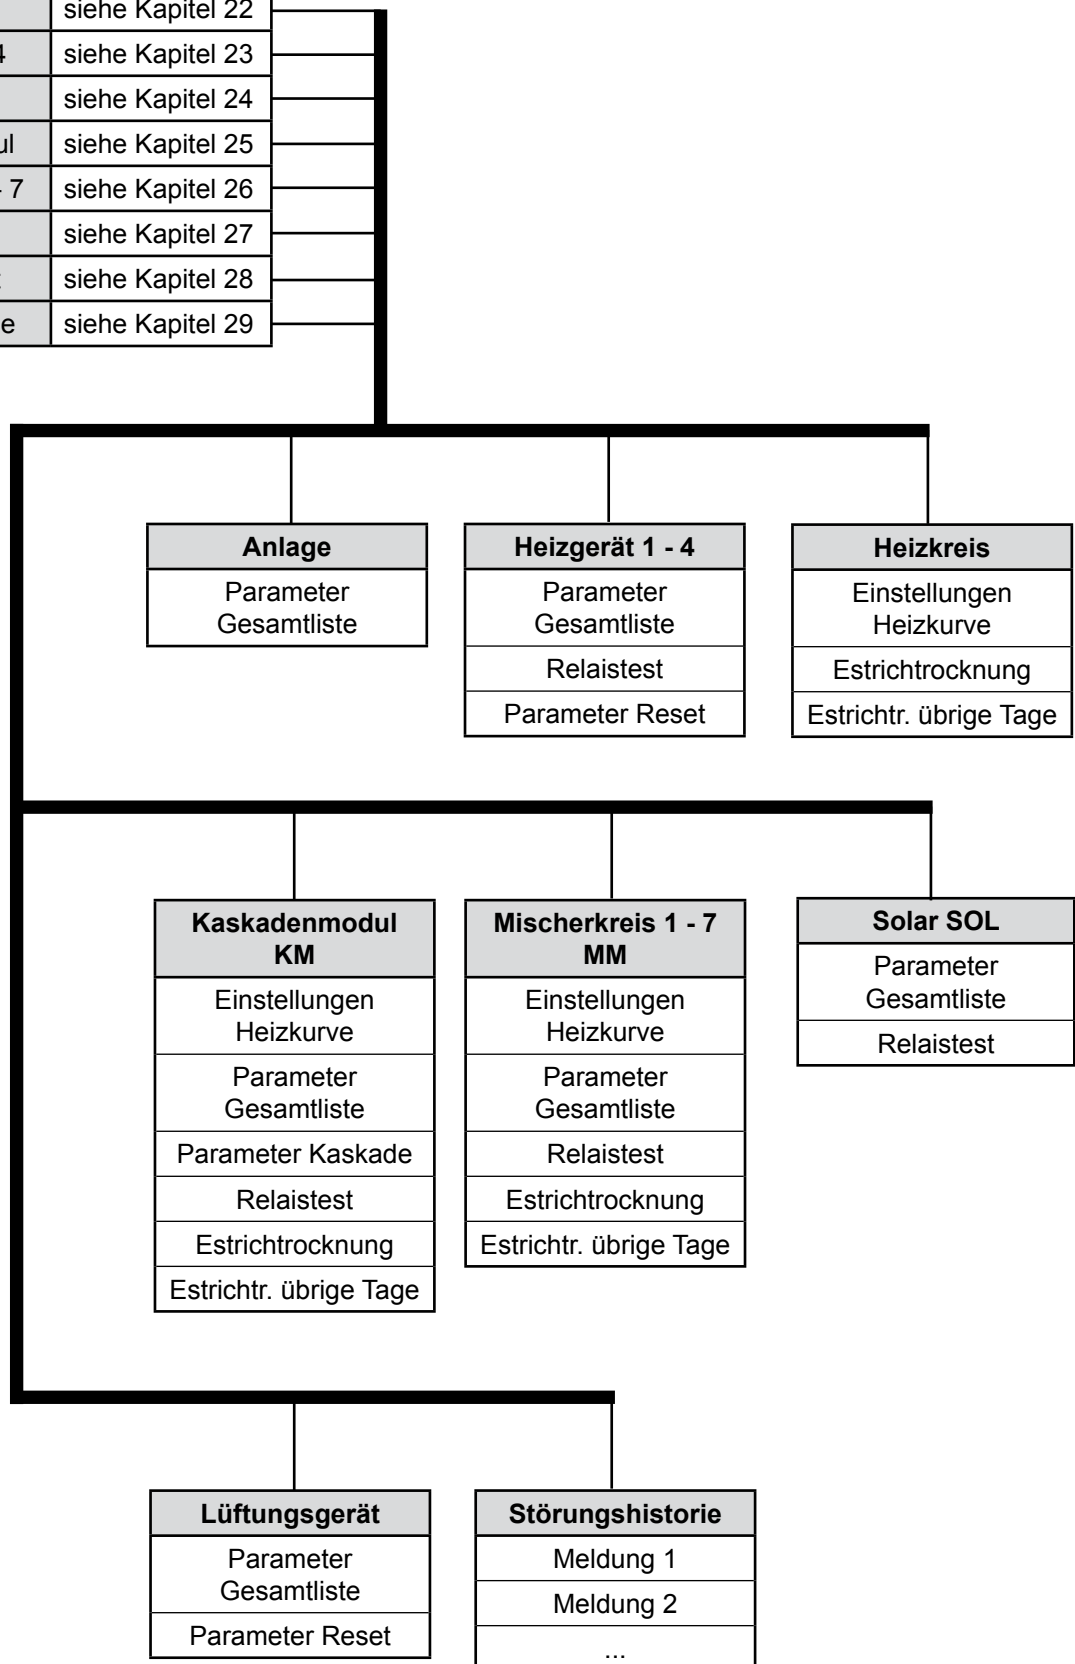 siehe Kapitel 22
4 siehe Kapitel 23
siehe Kapitel 24
ul siehe Kapitel 25
- 7 siehe Kapitel 26
siehe Kapitel 27
siehe Kapitel 28
e siehe Kapitel 29
Anlage
Parameter
Gesamtliste
Heizgerät 1 - 4
Parameter
Gesamtliste
Relaistest
Parameter Reset
Heizkreis
Einstellungen
Heizkurve
Estrichtrocknung
Estrichtr. übrige Tage
Kaskadenmodul
KM
Einstellungen
Heizkurve
Parameter
Gesamtliste
Parameter Kaskade
Relaistest
Estrichtrocknung
Estrichtr. übrige Tage
Mischerkreis 1 - 7
MM
Einstellungen
Heizkurve
Parameter
Gesamtliste
Relaistest
Estrichtrocknung
Estrichtr. übrige Tage
Solar SOL
Parameter
Gesamtliste
Relaistest
Lüftungsgerät
Parameter
Gesamtliste
Parameter Reset
Störungshistorie
Meldung 1
Meldung 2
...